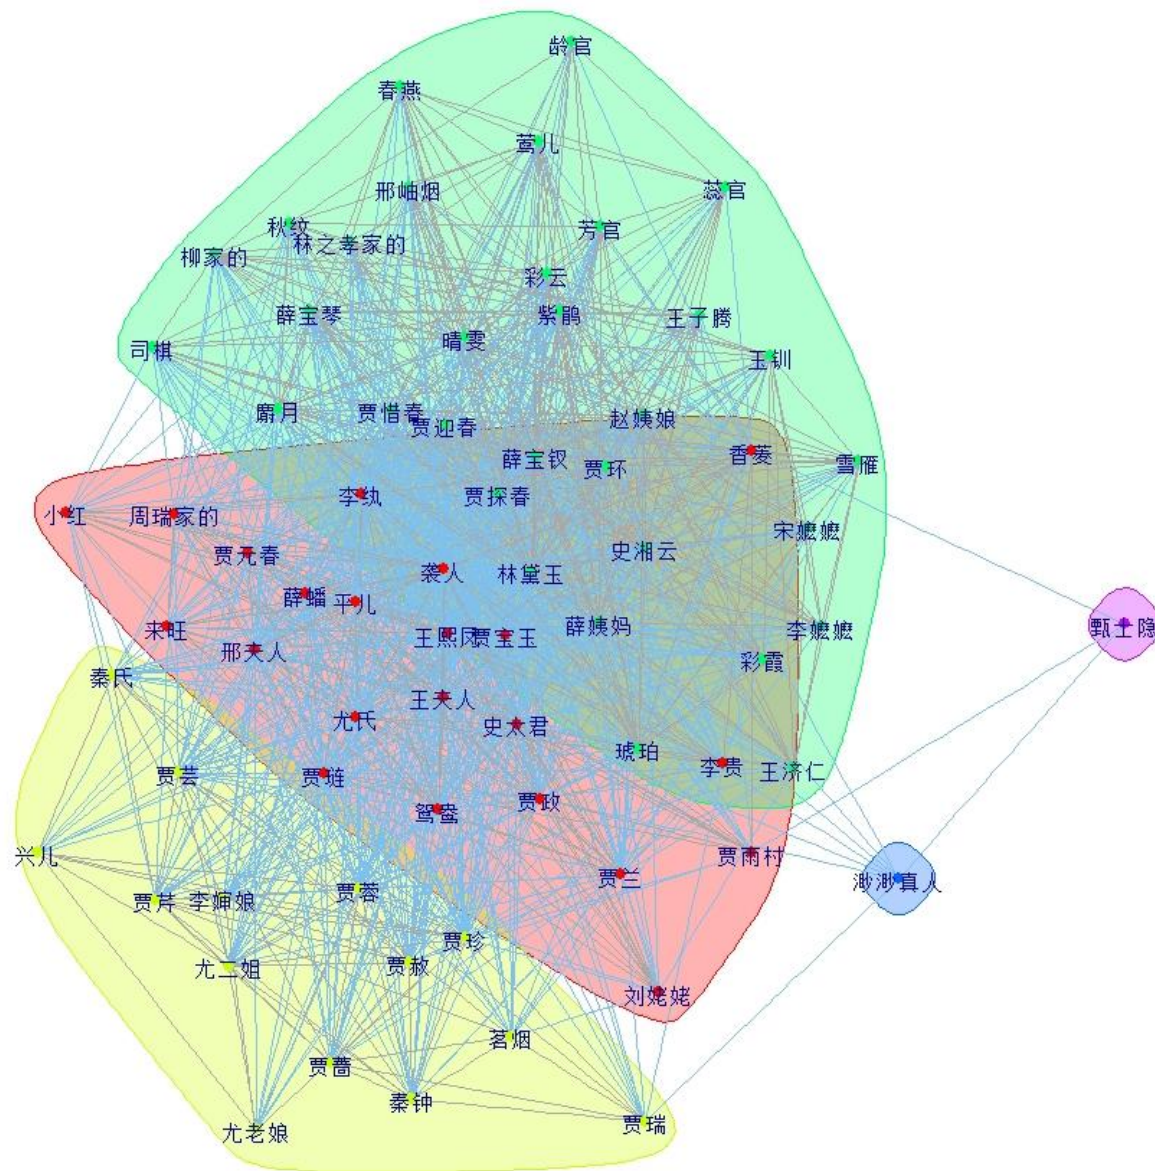 龄官
春燕
莺儿
邢岫烟
蕊官
秋纹
芳官
林之孝家的
柳家的
彩云
薛宝琴
紫鹃
王子腾
晴雯
司棋
玉钏
麝月
贾惜春
赵姨娘
贾迎春
香菱
薛宝钗
贾环
雪雁
李纨
贾探春
小红
周瑞家的
宋嬷嬷
贾元春
史湘云
袭人
林黛玉
薛蟠
平儿
来旺
王熙凤
贾宝玉
薛姨妈
李嬷嬷
甄士隐
邢夫人
彩霞
秦氏
王夫人
尤氏
史太君
琥珀
李贵
王济仁
贾芸
贾琏
贾政
鸳鸯
兴儿
贾雨村
贾兰
渺渺真人
贾蓉
贾芹
李婶娘
贾珍
尤二姐
贾赦
刘姥姥
茗烟
贾蔷
秦钟
贾瑞
尤老娘